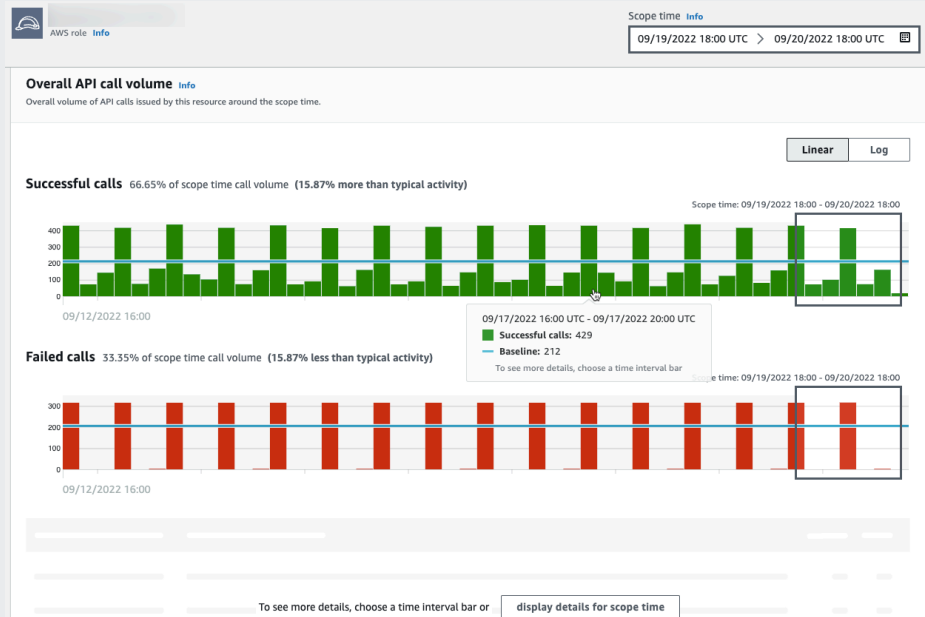 Scope time Info
AWS role Info
09/19/2022 18:00 UTC > 09/20/2022 18:00 UTC
Overall API call volume Info
Overall volume of API calls issued by this resource around the scope time.
Linear Log
Successful calls 66.65% of scope time call volume (15.87% more than typical activity)
Scope time: 09/19/2022 18:00 - 09/20/2022 18:00
400
300
200
100
0
09/12/2022 16:00
09/17/2022 16:00 UTC - 09/17/2022 20:00 UTC
Successful calls: 429
Baseline: 212
To see more details, choose a time interval bar
Failed calls 33.35% of scope time call volume (15.87% less than typical activity)
e time: 09/19/2022 18:00 - 09/20/2022 18:00
300
200
100
0
09/12/2022 16:00
To see more details, choose a time interval bar or display details for scope time